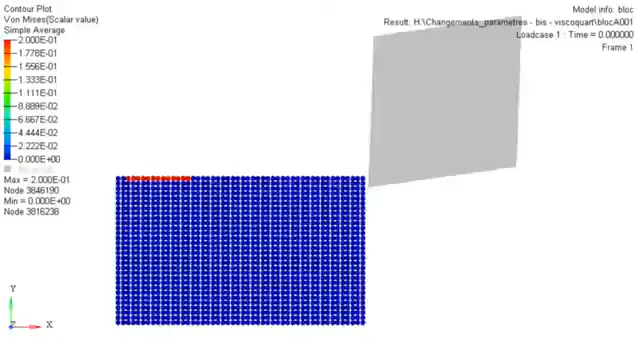 Contour Plot
Von Mises(Scalar value)
Simple Average
2.000E-01
1.778E-01
1.556E-01
1.333E-01
1.111E-01
8.889E-02
6.667E-02
4.444E-02
2.222E-02
0.000E+00
Max = 2.000E-01
Node 3846190
Min = 0.000E+00
Node 3816238
Model info: bloc
Result: H:\Changements_parametres - bis - viscoquart\blocA001
Loadcase 1 : Time = 0.000000
Frame 1
Y
Z
X